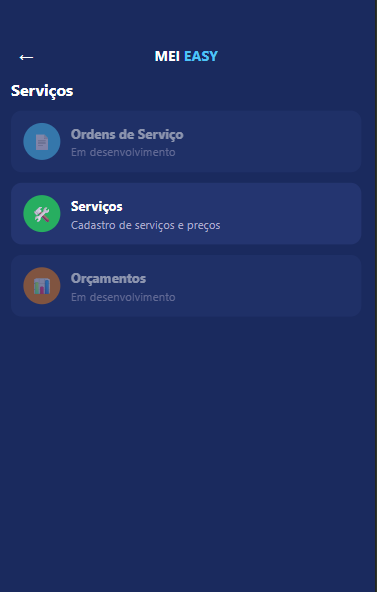 ← MEI EASY
Serviços
Ordens de Serviço
Em desenvolvimento
Serviços
Cadastro de serviços e preços
Orçamentos
Em desenvolvimento